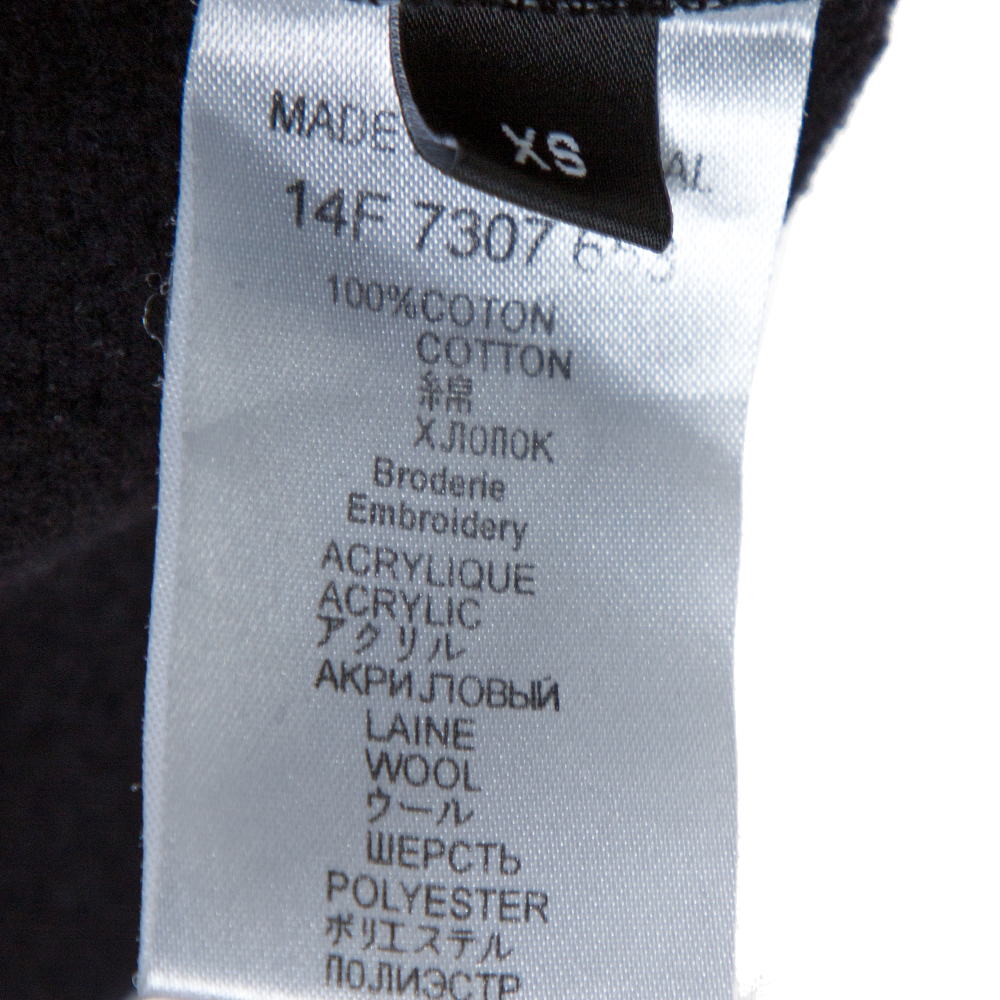 XS
MADE
14F 7307
100%COTON
COTTON
綿
ХЛОПОК
Broderie
Embroidery
ACRYLIQUE
ACRYLIC
アクリル
АКРИЛОВЫЙ
LAINE
WOOL
ウール
ШЕРСТЬ
POLYESTER
ポリエステル
ПОЛИЭСТР